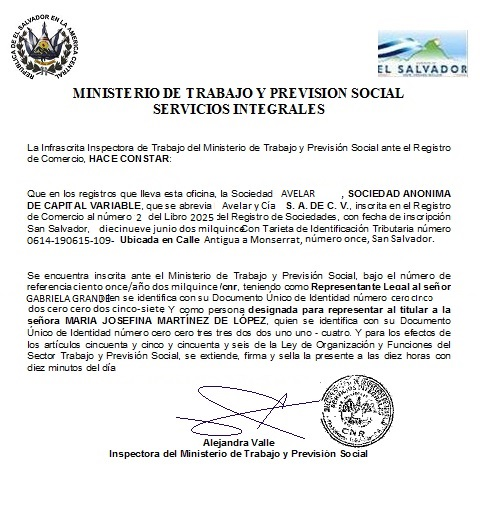 REPUBLICA DE EL SALVADOR EN LA AMERICA CENTRAL
EL SALVADOR
MINISTERIO DE TRABAJO Y PREVISION SOCIAL
SERVICIOS INTEGRALES
La Infrascrita Inspectora de Trabajo del Ministerio de Trabajo y Previsión Social ante el Registro
de Comercio, HACE CONSTAR:
Que en los registros que lleva esta oficina, la Sociedad AVELAR , SOCIEDAD ANONIMA
DE CAPITAL VARIABLE, que se abrevia Avelar y Cía S. A. DE C. V., inscrita en el Registro
de Comercio al número 2 del Libro 2025 del Registro de Sociedades, con fecha de inscripción
San Salvador, diecinueve junio dos milquince Con Tarjeta de Identificación Tributaria número
0614-190615-109- Ubicada en Calle Antigua a Monserrat, número once, San Salvador.
Se encuentra inscrita ante el Ministerio de Trabajo y Previsión Social, bajo el número de
referencia ciento once/año dos milquince/cnr, teniendo como Representante Legal al señor
GABRIELA GRANDE quien se identifica con su Documento Único de Identidad número cero cinco
dos cero cero dos cinco-siete Y como persona designada para representar al titular a la
señora MARIA JOSEFINA MARTÍNEZ DE LÓPEZ, quien se identifica con su Documento
Único de Identidad número cero cero tres tres dos dos uno uno - cuatro. Y para los efectos de
los artículos cincuenta y cinco y cincuenta y seis de la Ley de Organización y Funciones del
Sector Trabajo y Previsión Social, se extiende, firma y sella la presente a las diez horas con
diez minutos del día
CNR
Alejandra Valle
Inspectora del Ministerio de Trabajo y Previsión Social